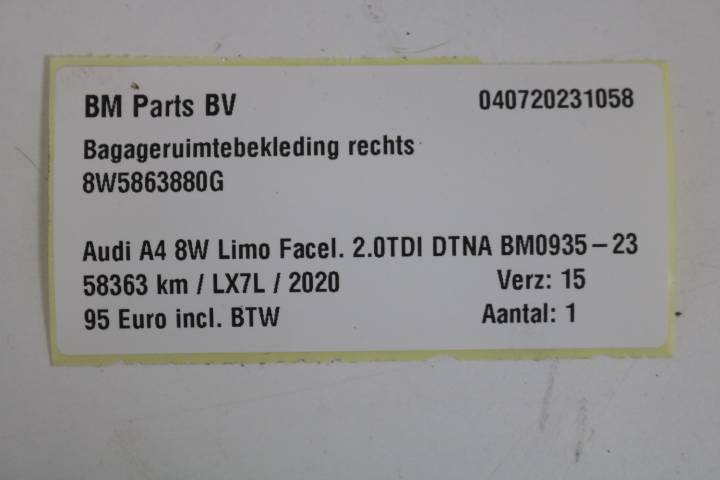 BM Parts BV 040720231058
Bagageruimtebekleding rechts
8W5863880G
Audi A4 8W Limo Facel. 2.0TDI DTNA BM0935-23
58363 km / LX7L / 2020 Verz: 15
95 Euro incl. BTW Aantal: 1